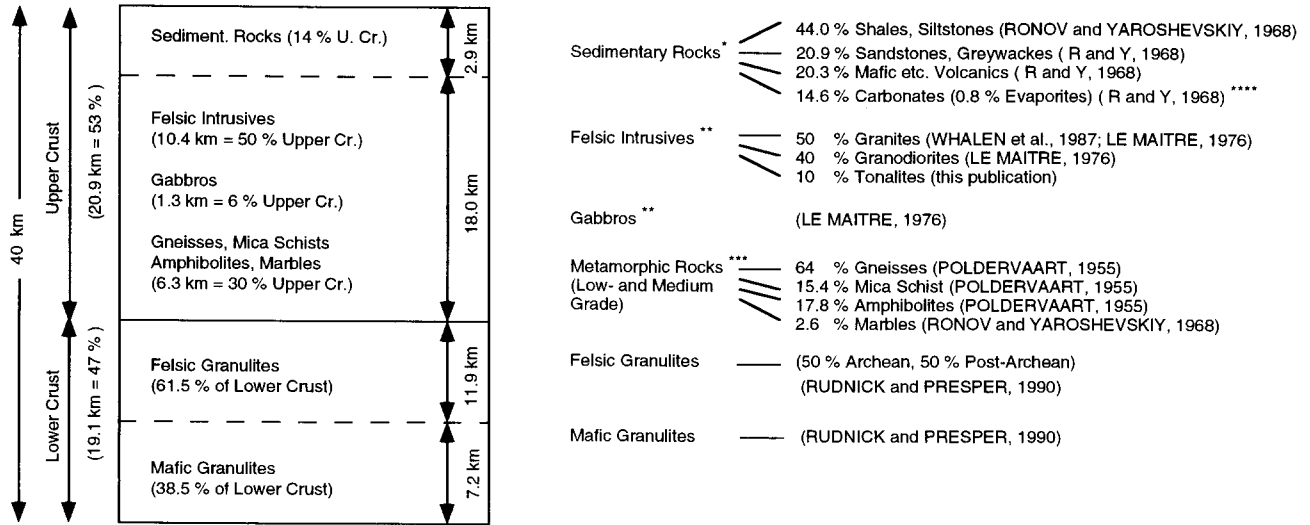 40 km
Upper Crust
(20.9 km = 53 %)
Lower Crust
(19.1 km = 47 %)
Sediment. Rocks (14 % U. Cr.)
2.9 km
Felsic Intrusives
(10.4 km = 50 % Upper Cr.)
Gabbros
(1.3 km = 6 % Upper Cr.)
Gneisses, Mica Schists
Amphibolites, Marbles
(6.3 km = 30 % Upper Cr.)
18.0 km
Felsic Granulites
(61.5 % of Lower Crust)
11.9 km
Mafic Granulites
(38.5 % of Lower Crust)
7.2 km
Sedimentary Rocks *
44.0 % Shales, Siltstones (RONOV and YAROSHEVSKIY, 1968)
20.9 % Sandstones, Greywackes ( R and Y, 1968)
20.3 % Mafic etc. Volcanics ( R and Y, 1968)
14.6 % Carbonates (0.8 % Evaporites) ( R and Y, 1968) ****
Felsic Intrusives **
50 % Granites (WHALEN et al., 1987; LE MAITRE, 1976)
40 % Granodiorites (LE MAITRE, 1976)
10 % Tonalites (this publication)
Gabbros **
(LE MAITRE, 1976)
Metamorphic Rocks ***
(Low- and Medium
Grade)
64 % Gneisses (POLDERVAART, 1955)
15.4 % Mica Schist (POLDERVAART, 1955)
17.8 % Amphibolites (POLDERVAART, 1955)
2.6 % Marbles (RONOV and YAROSHEVSKIY, 1968)
Felsic Granulites
(50 % Archean, 50 % Post-Archean)
(RUDNICK and PRESPER, 1990)
Mafic Granulites
(RUDNICK and PRESPER, 1990)